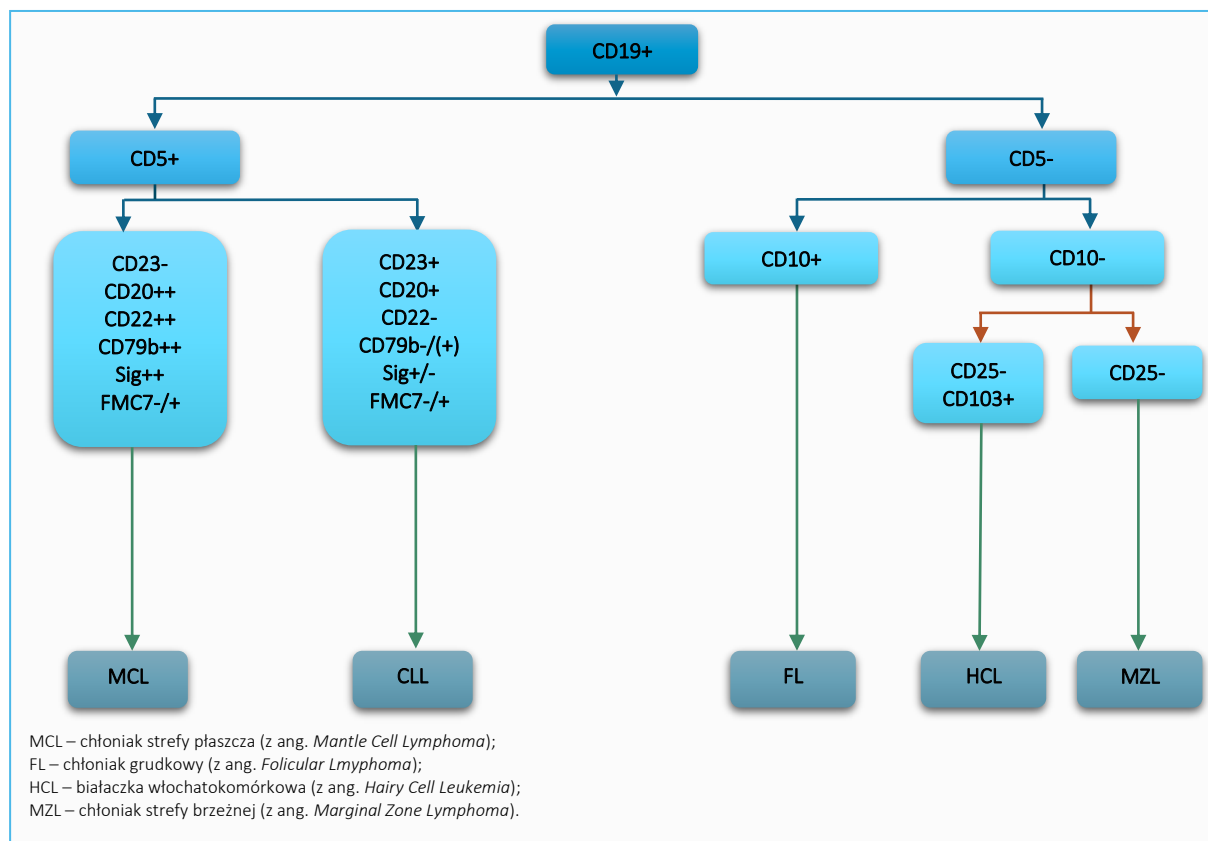 CD19+
CD5+
CD5-
CD23-
CD20++
CD22++
CD79b++
Sig++
FMC7-/+
CD23+
CD20+
CD22-
CD79b-/(+)
Sig+/-
FMC7-/+
CD10+
CD10-
CD25-
CD103+
CD25-
MCL
CLL
FL
HCL
MZL
MCL – chłoniak strefy płaszcza (z ang. Mantle Cell Lymphoma);
FL – chłoniak grudkowy (z ang. Folicular Lmyphoma);
HCL – białaczka włochatokomórkowa (z ang. Hairy Cell Leukemia);
MZL – chłoniak strefy brzeżnej (z ang. Marginal Zone Lymphoma).